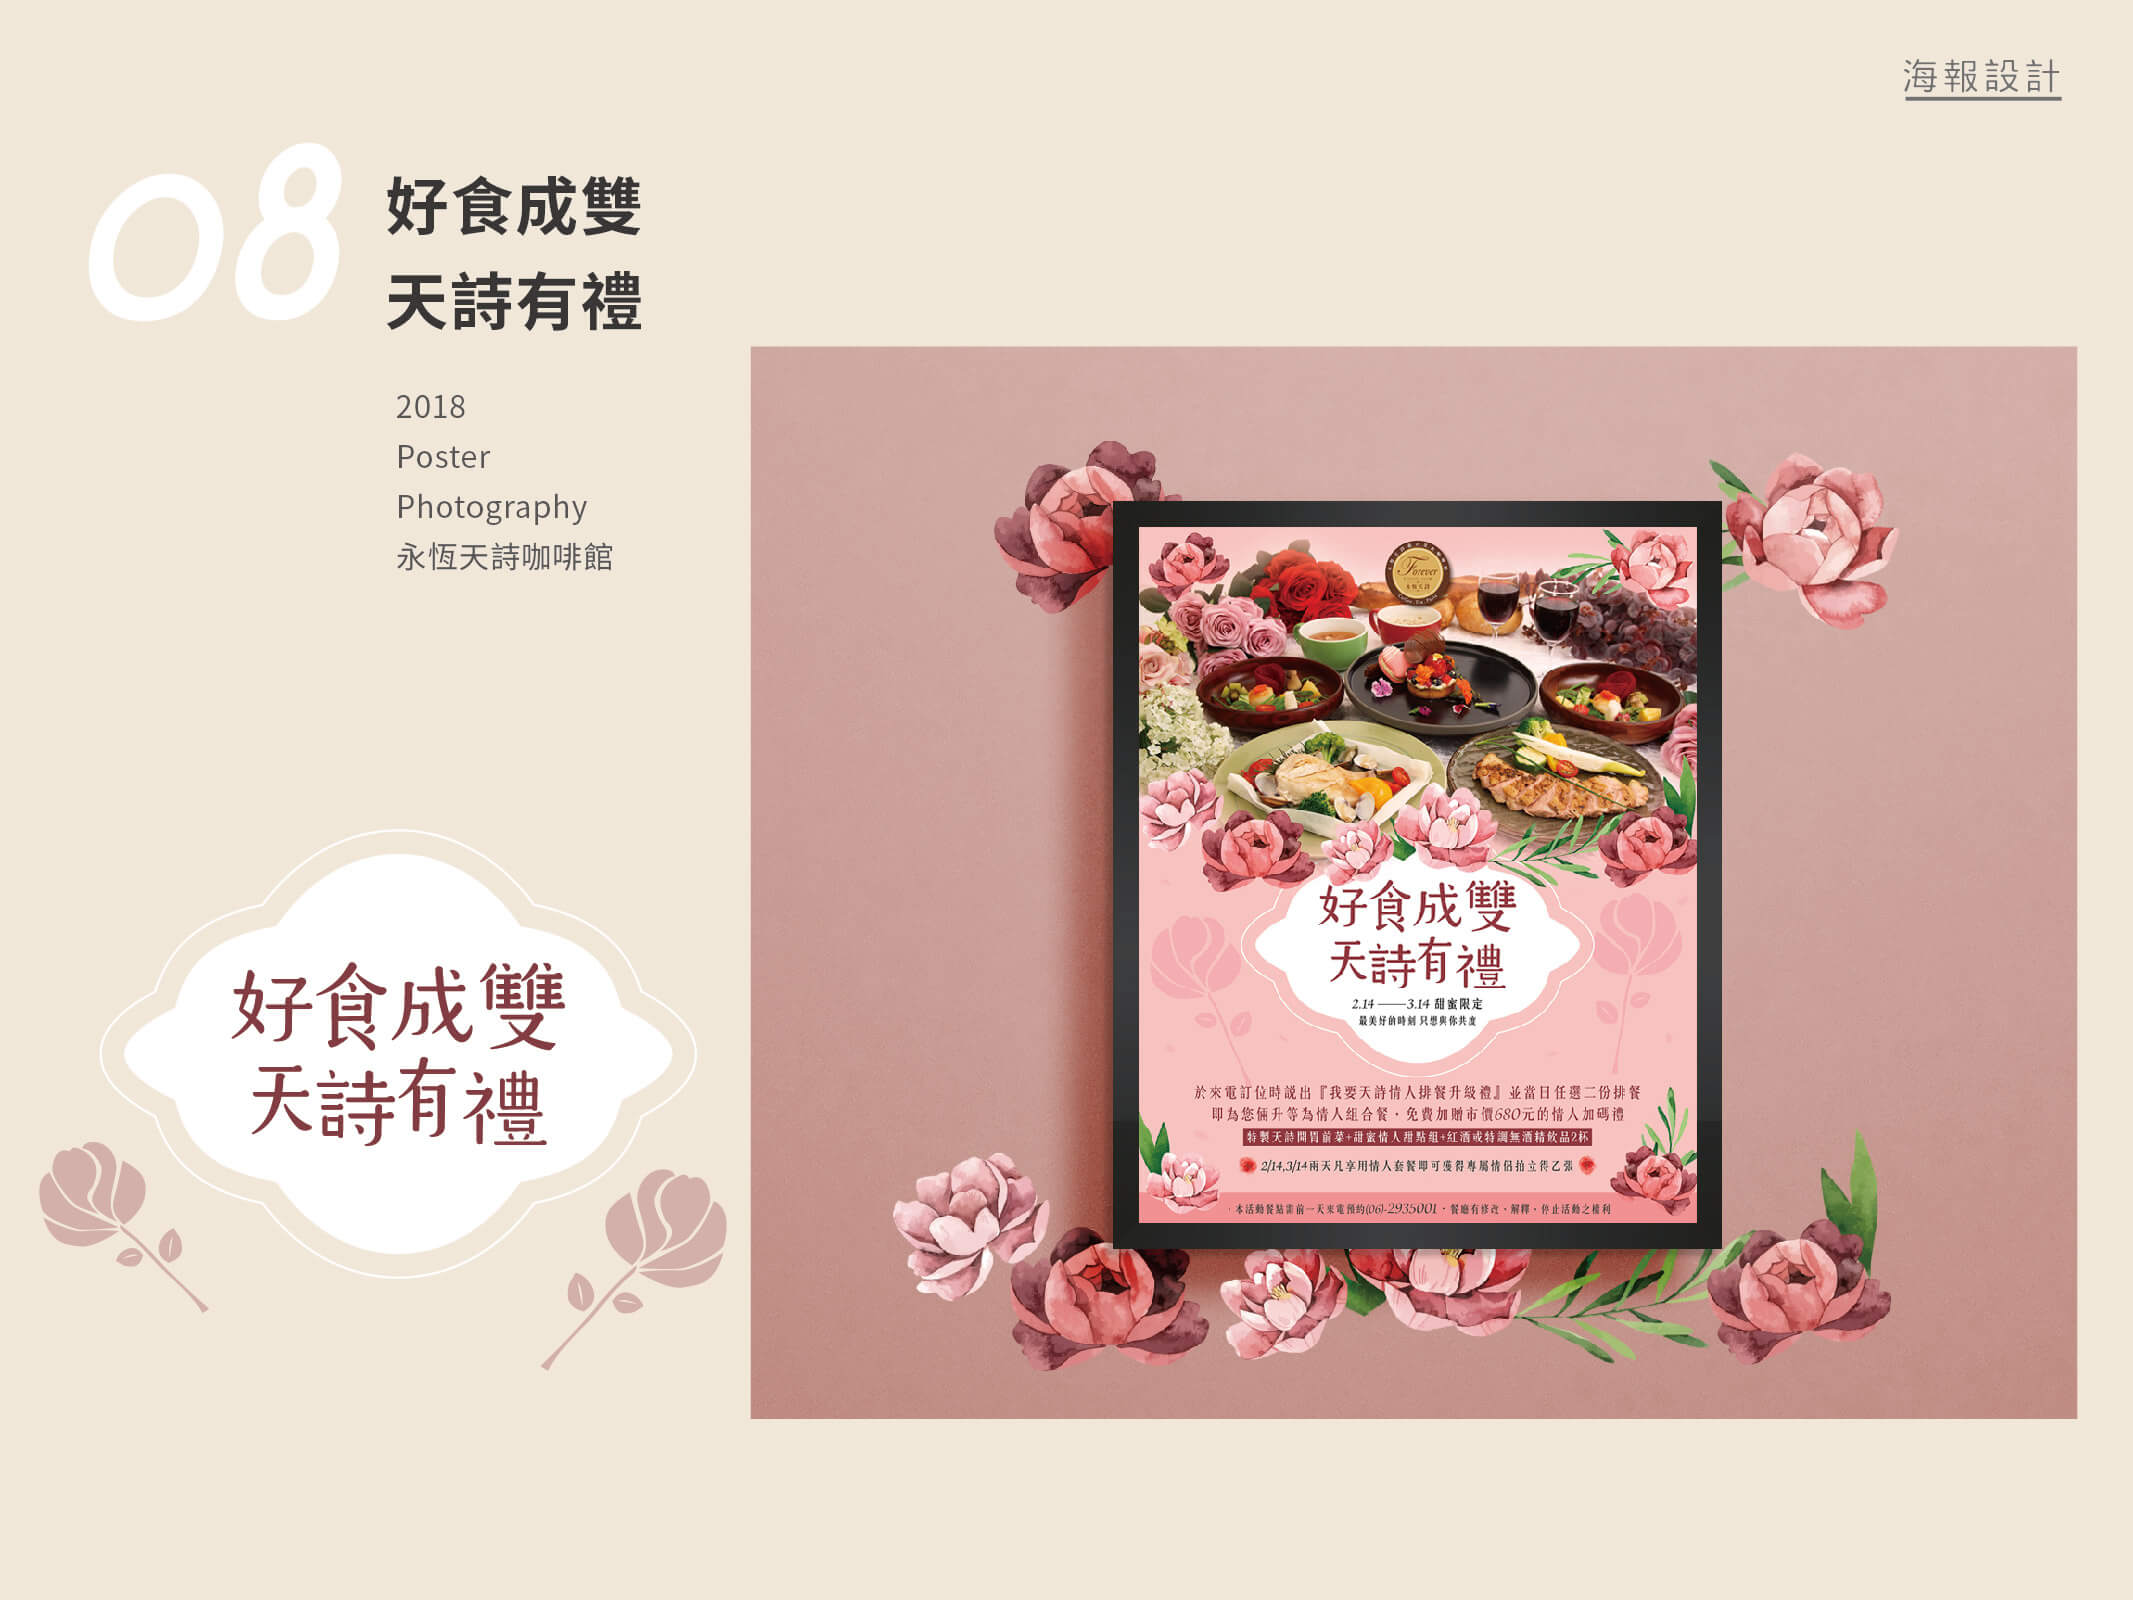 海報設計
08
好食成雙
天詩有禮
2018
Poster
Photography
永恆天詩咖啡館
好食成雙
天詩有禮
Forever
好食成雙
天詩有禮
2.14 —— 3.14 甜蜜限定
最美好的時刻 只想與你共度
於來電訂位時說出『我要天詩情人排餐升級禮』並當日任選二份排餐
即為您倆升等為情人組合餐，免費加贈市價680元的情人加碼禮
特製天詩開胃前菜+甜蜜情人甜點組+紅酒或特調無酒精飲品2杯
2/14,3/14兩天凡享用情人套餐即可獲得專屬情侶拍立得乙張
本活動餐點需前一天來電預約(06)-2935001，餐廳有修改、解釋、停止活動之權利